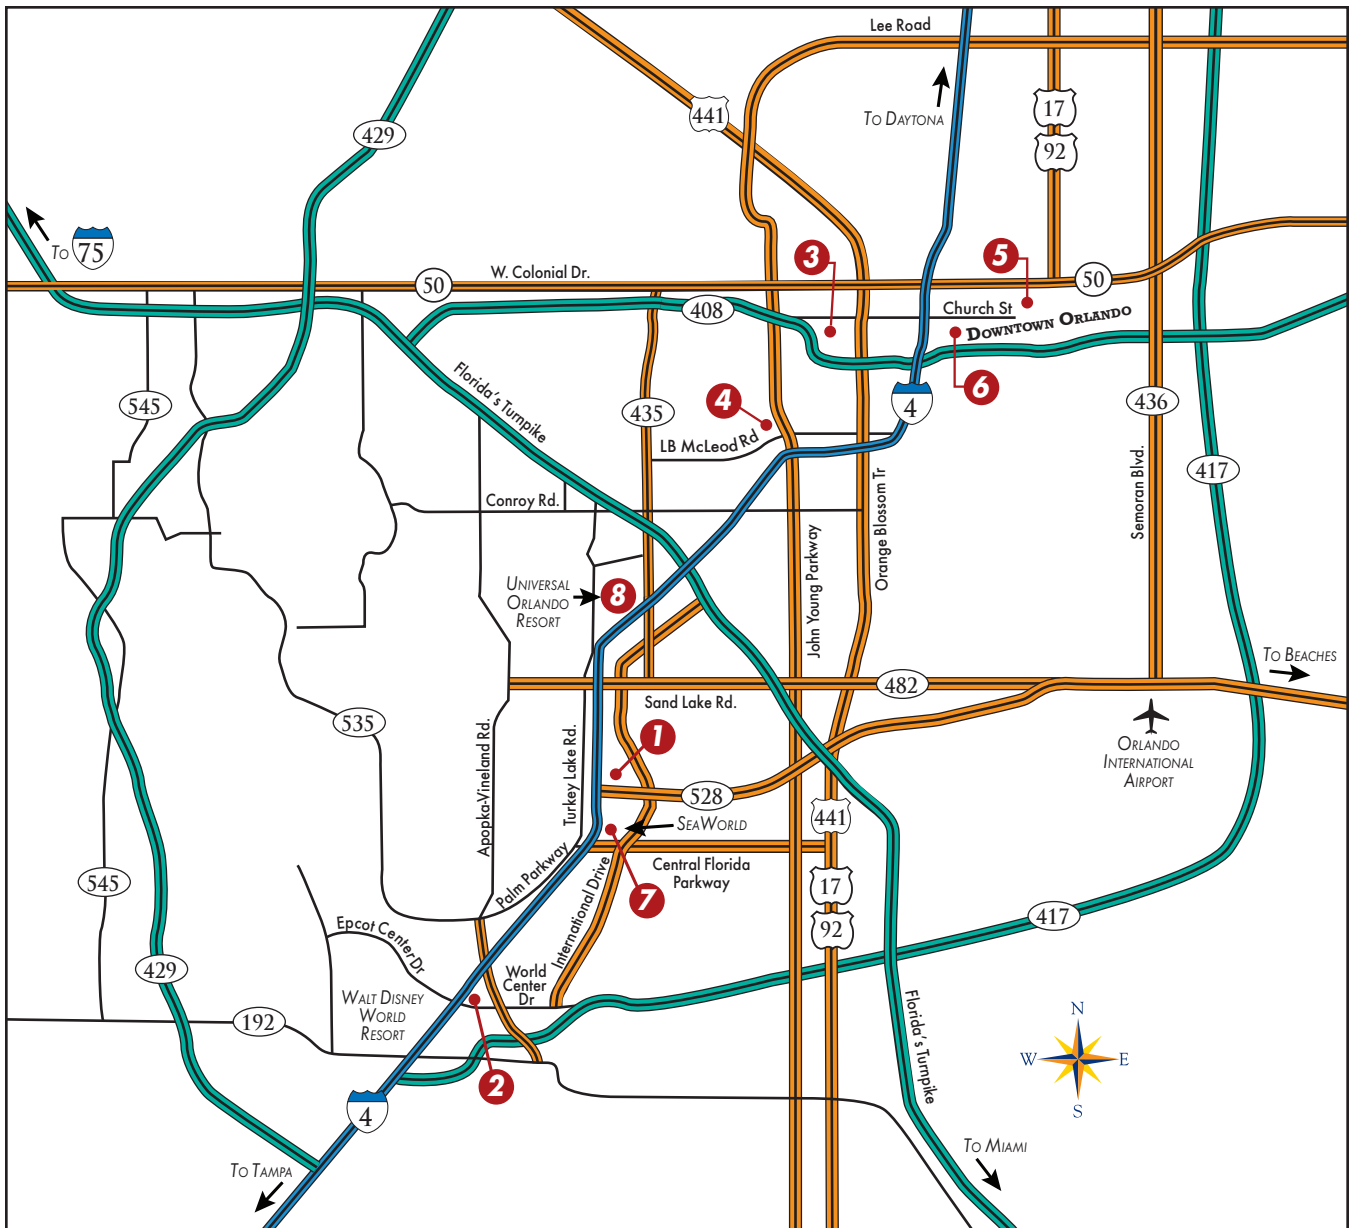 Lee Road
441
17
To Daytona
429
92
To 75
3
5
W. Colonial Dr.
50
50
408
Church St
Downtown Orlando
Florida's Turnpike
6
545
435
4
4
436
LB McLeod Rd
417
Semoran Blvd.
Conroy Rd.
Orange Blossom Tr
John Young Parkway
Universal
Orlando
Resort
8
To Beaches
482
Sand Lake Rd.
535
Apopka-Vineland Rd.
Turkey Lake Rd.
1
Orlando
International
Airport
528
441
SeaWorld
Palm Parkway
International Drive
Central Florida
Parkway
545
7
17
92
417
Epcot Center Dr
429
World
Center
Dr
Walt Disney
World
Resort
192
Florida's Turnpike
N
W
E
S
2
4
To Tampa
To Miami